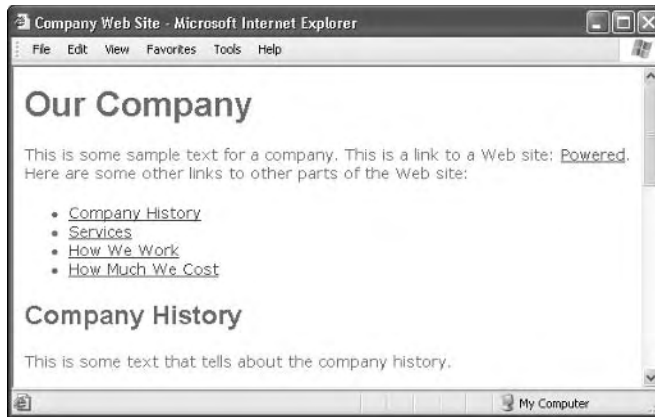 Company Web Site - Microsoft Internet Explorer
File Edit View Favorites Tools Help
Our Company
This is some sample text for a company. This is a link to a Web site: Powered.
Here are some other links to other parts of the Web site:
• Company History
• Services
• How We Work
• How Much We Cost
Company History
This is some text that tells about the company history.
My Computer